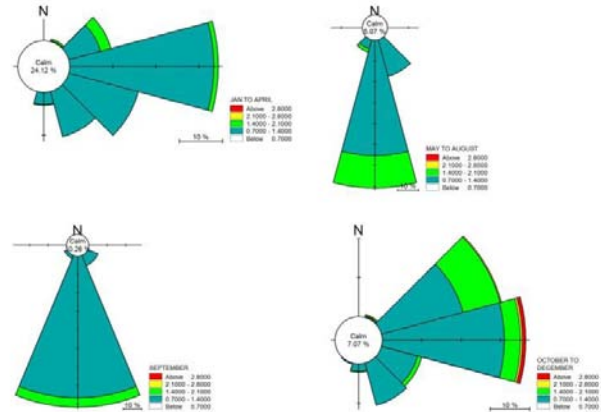 N
Calm
24.12 %
JAN TO APRIL
Above 2.8000
2.1000 - 2.8000
1.4000 - 2.1000
0.7000 - 1.4000
Below 0.7000
10 %
N
Calm
MAY TO AUGUST
Above 2.8000
2.1000 - 2.8000
1.4000 - 2.1000
0.7000 - 1.4000
Below 0.7000
10 %
N
Calm
SEPTEMBER
Above 2.8000
2.1000 - 2.8000
1.4000 - 2.1000
0.7000 - 1.4000
Below 0.7000
10 %
N
Calm
7.07 %
OCTOBER TO
DECEMBER
Above 2.8000
2.1000 - 2.8000
1.4000 - 2.1000
0.7000 - 1.4000
Below 0.7000
10 %